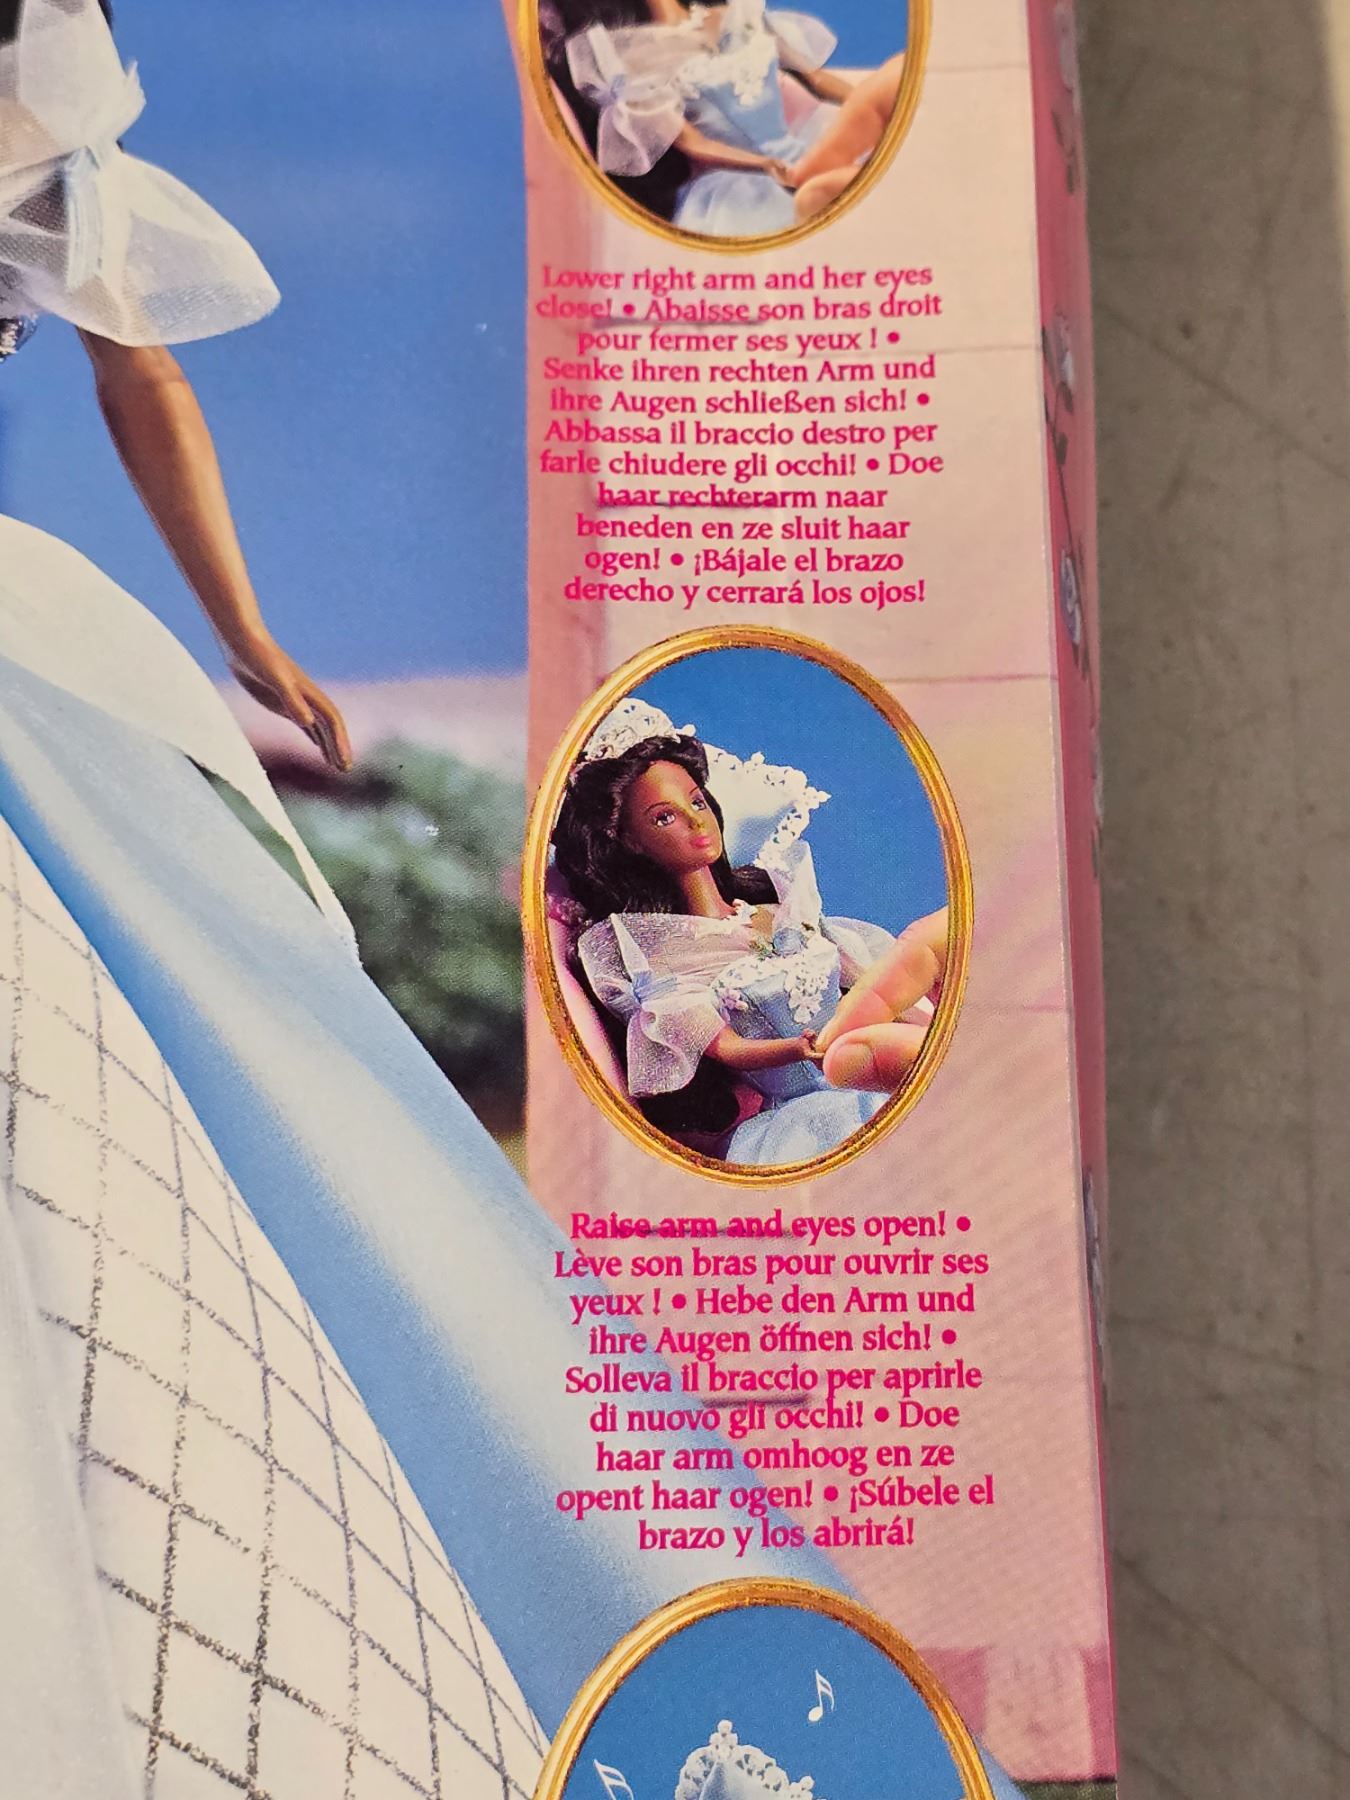 Lower right arm and her eyes
close! • Abaisse son bras droit
pour fermer ses yeux ! •
Senke ihren rechten Arm und
ihre Augen schließen sich! •
Abbassa il braccio destro per
farle chiudere gli occhi! • Doe
haar rechterarm naar
beneden en ze sluit haar
ogen! • ¡Bájale el brazo
derecho y cerrará los ojos!
Raise arm and eyes open! •
Lève son bras pour ouvrir ses
yeux ! • Hebe den Arm und
ihre Augen öffnen sich! •
Solleva il braccio per aprirle
di nuovo gli occhi! • Doe
haar arm omhoog en ze
opent haar ogen! • ¡Súbele el
brazo y los abrirá!